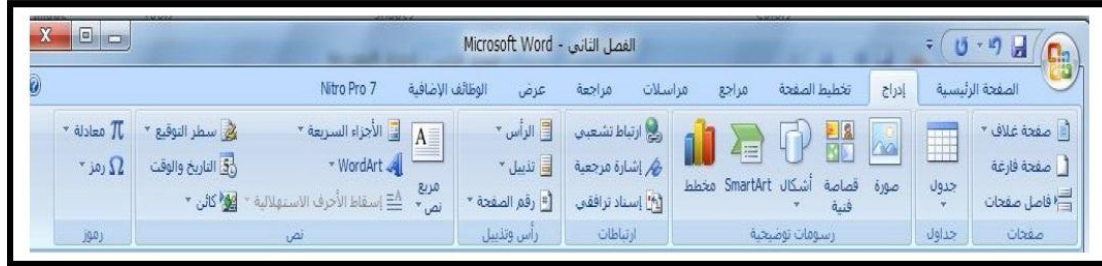 الفصل الثاني - Microsoft Word
الصفحة الرئيسية إدراج تخطيط الصفحة مراجع مراسلات مراجعة عرض الوظائف الإضافية Nitro Pro 7
صفحة غلاف
صفحة فارغة
فاصل صفحات
صفحات
جدول
جداول
صورة
قصاصة
فنية
أشكال
SmartArt
مخطط
رسومات توضيحية
ارتباط تشعبي
إشارة مرجعية
إسناد ترافقي
ارتباطات
الرأس
تذييل
رقم الصفحة
رأس وتذييل
مربع
نص
الأجزاء السريعة
WordArt
إسقاط الأحرف الاستهلالية
سطر التوقيع
التاريخ والوقت
كائن
نص
π معادلة
Ω رمز
رموز